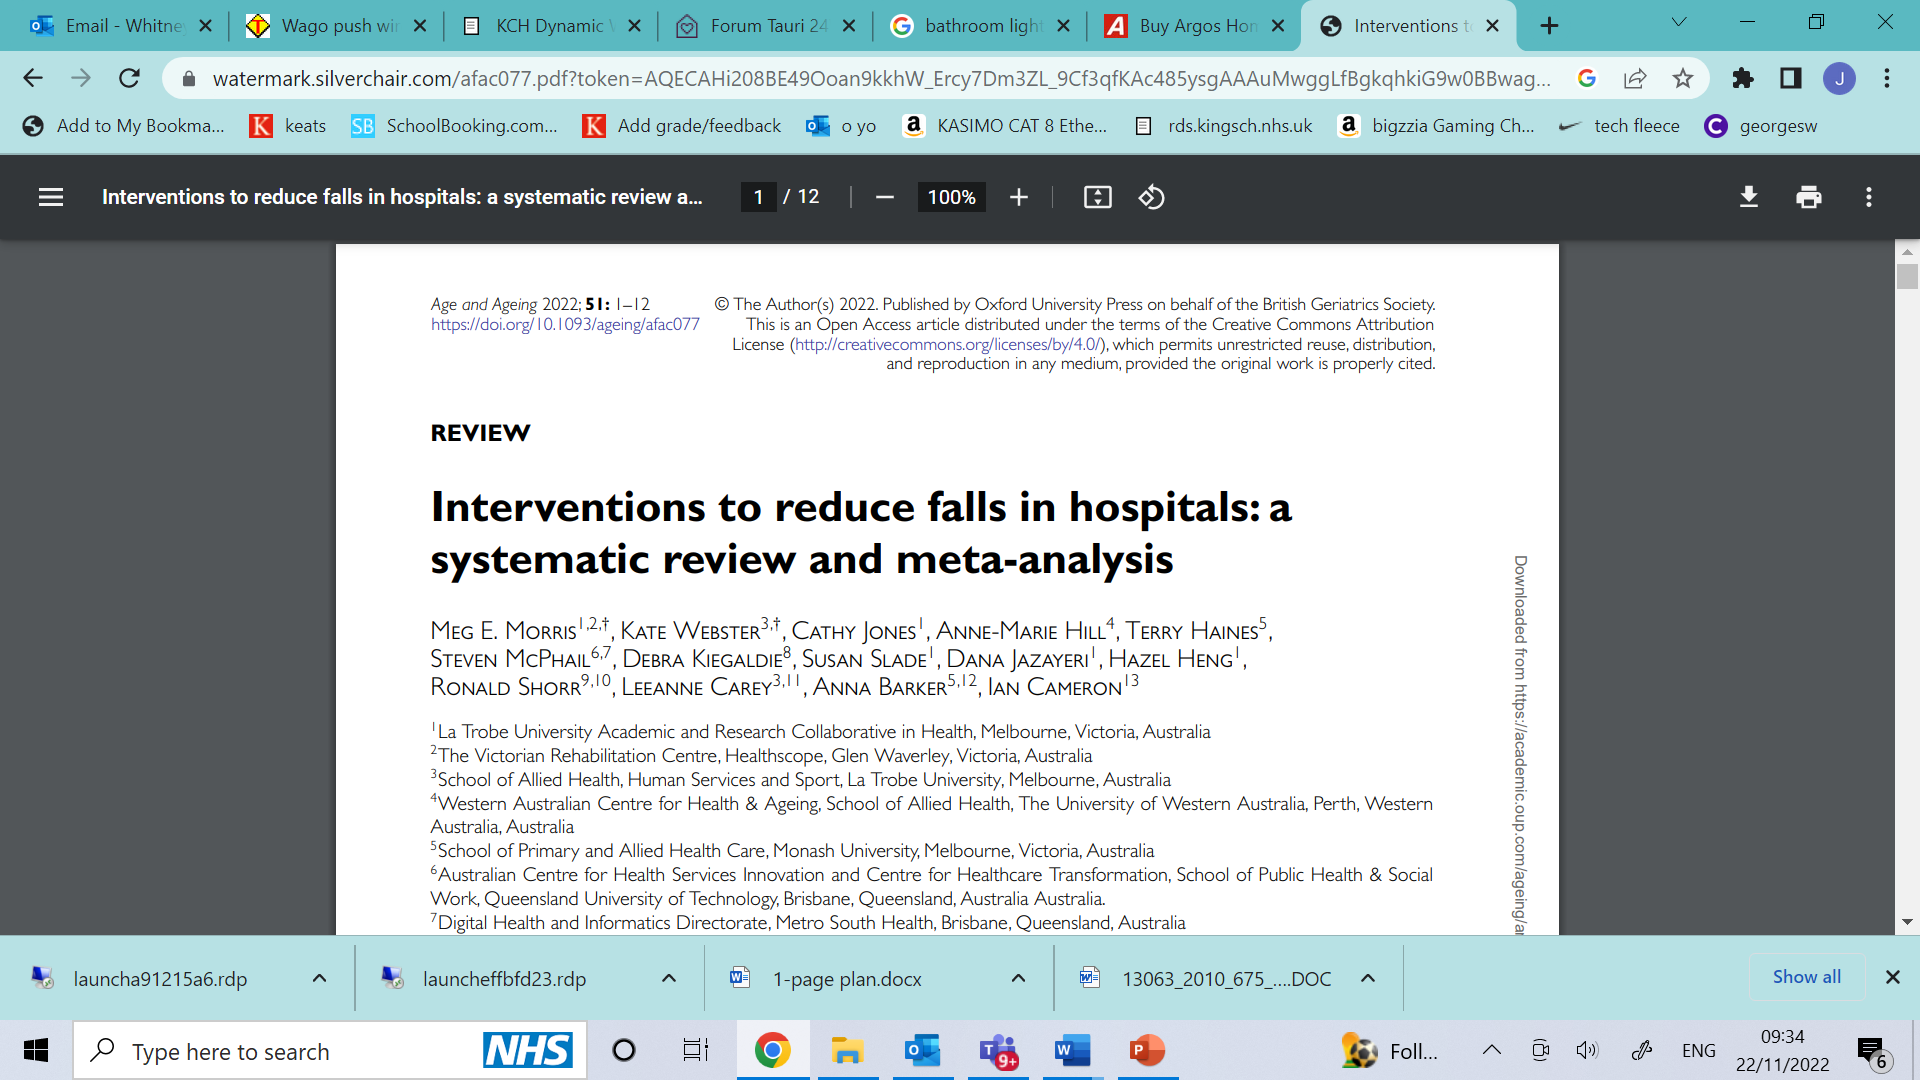 Email - Whitne
Wago push wir
KCH Dynamic
Forum Tauri 24
bathroom light
Buy Argos Hon
Interventions t
watermark.silverchair.com/afac077.pdf?token=AQECAHi208BE49Ooan9kkhW_Ercy7Dm3ZL_9Cf3qfKAc485ysgAAAuMwggLfBgkqhkiG9w0BBwag...
J
Add to My Bookma...
keats
SchoolBooking.com...
Add grade/feedback
o yo
KASIMO CAT 8 Ethe...
rds.kingsch.nhs.uk
bigzzia Gaming Ch...
tech fleece
georgesw
Interventions to reduce falls in hospitals: a systematic review a...
1 / 12
100%
Age and Ageing 2022; 51: 1–12
https://doi.org/10.1093/ageing/afac077
© The Author(s) 2022. Published by Oxford University Press on behalf of the British Geriatrics Society.
This is an Open Access article distributed under the terms of the Creative Commons Attribution
License (http://creativecommons.org/licenses/by/4.0/), which permits unrestricted reuse, distribution,
and reproduction in any medium, provided the original work is properly cited.
REVIEW
Interventions to reduce falls in hospitals: a
systematic review and meta-analysis
Meg E. Morris1,2,†, Kate Webster3,†, Cathy Jones1, Anne-Marie Hill4, Terry Haines5,
Steven McPhail6,7, Debra Kiegaldie8, Susan Slade1, Dana Jazayeri1, Hazel Heng1,
Ronald Shorr9,10, Leeanne Carey3,11, Anna Barker5,12, Ian Cameron13
1La Trobe University Academic and Research Collaborative in Health, Melbourne, Victoria, Australia
2The Victorian Rehabilitation Centre, Healthscope, Glen Waverley, Victoria, Australia
3School of Allied Health, Human Services and Sport, La Trobe University, Melbourne, Australia
4Western Australian Centre for Health & Ageing, School of Allied Health, The University of Western Australia, Perth, Western
Australia, Australia
5School of Primary and Allied Health Care, Monash University, Melbourne, Victoria, Australia
6Australian Centre for Health Services Innovation and Centre for Healthcare Transformation, School of Public Health & Social
Work, Queensland University of Technology, Brisbane, Queensland, Australia Australia.
7Digital Health and Informatics Directorate, Metro South Health, Brisbane, Queensland, Australia
Downloaded from https://academic.oup.com/ageing/a
launcha91215a6.rdp
launcheffbfd23.rdp
1-page plan.docx
13063_2010_675_....DOC
Show all
Type here to search
NHS
9+
Foll...
ENG
09:34
22/11/2022
6